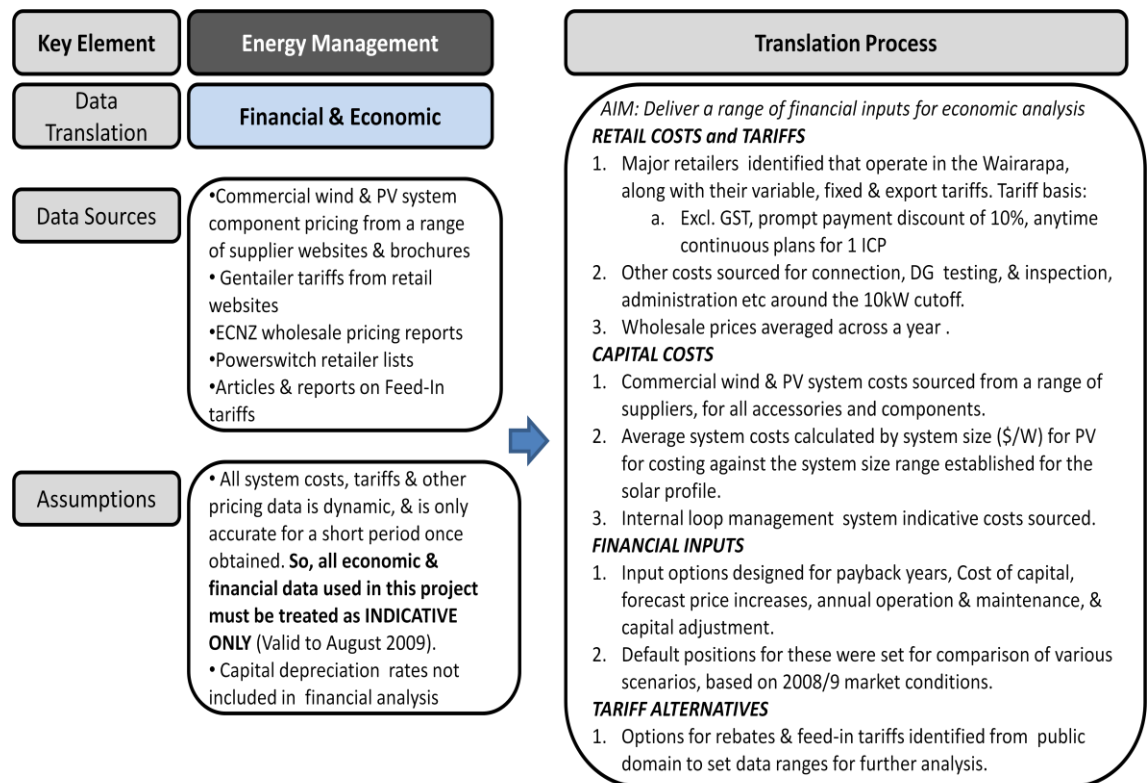 Key Element
Energy Management
Data
Translation
Financial & Economic
Data Sources
•Commercial wind & PV system
component pricing from a range
of supplier websites & brochures
• Gentailer tariffs from retail
websites
•ECNZ wholesale pricing reports
•Powerswitch retailer lists
•Articles & reports on Feed-In
tariffs
Assumptions
• All system costs, tariffs & other
pricing data is dynamic, & is only
accurate for a short period once
obtained. So, all economic &
financial data used in this project
must be treated as INDICATIVE
ONLY (Valid to August 2009).
• Capital depreciation rates not
included in financial analysis
Translation Process
AIM: Deliver a range of financial inputs for economic analysis
RETAIL COSTS and TARIFFS
1. Major retailers identified that operate in the Wairarapa,
along with their variable, fixed & export tariffs. Tariff basis:
a. Excl. GST, prompt payment discount of 10%, anytime
continuous plans for 1 ICP
2. Other costs sourced for connection, DG testing, & inspection,
administration etc around the 10kW cutoff.
3. Wholesale prices averaged across a year .
CAPITAL COSTS
1. Commercial wind & PV system costs sourced from a range of
suppliers, for all accessories and components.
2. Average system costs calculated by system size ($/W) for PV
for costing against the system size range established for the
solar profile.
3. Internal loop management system indicative costs sourced.
FINANCIAL INPUTS
1. Input options designed for payback years, Cost of capital,
forecast price increases, annual operation & maintenance, &
capital adjustment.
2. Default positions for these were set for comparison of various
scenarios, based on 2008/9 market conditions.
TARIFF ALTERNATIVES
1. Options for rebates & feed-in tariffs identified from public
domain to set data ranges for further analysis.